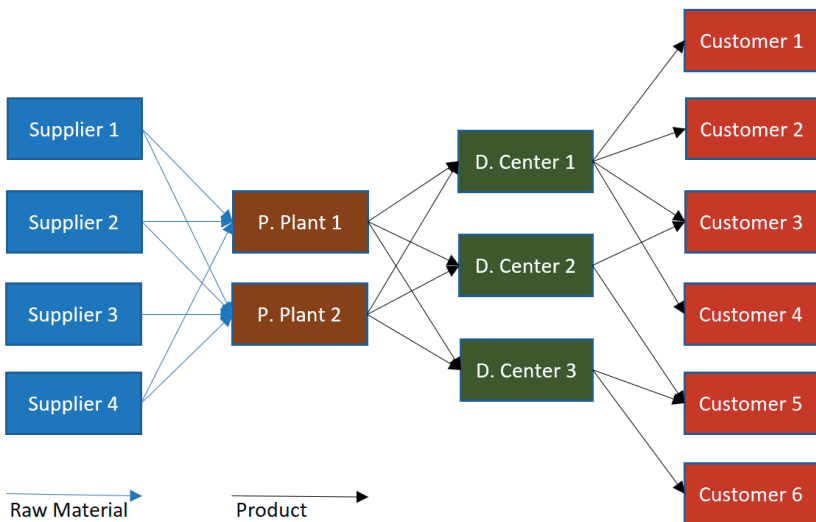 Supplier 1
Supplier 2
Supplier 3
Supplier 4
P. Plant 1
P. Plant 2
D. Center 1
D. Center 2
D. Center 3
Customer 1
Customer 2
Customer 3
Customer 4
Customer 5
Customer 6
Raw Material
Product